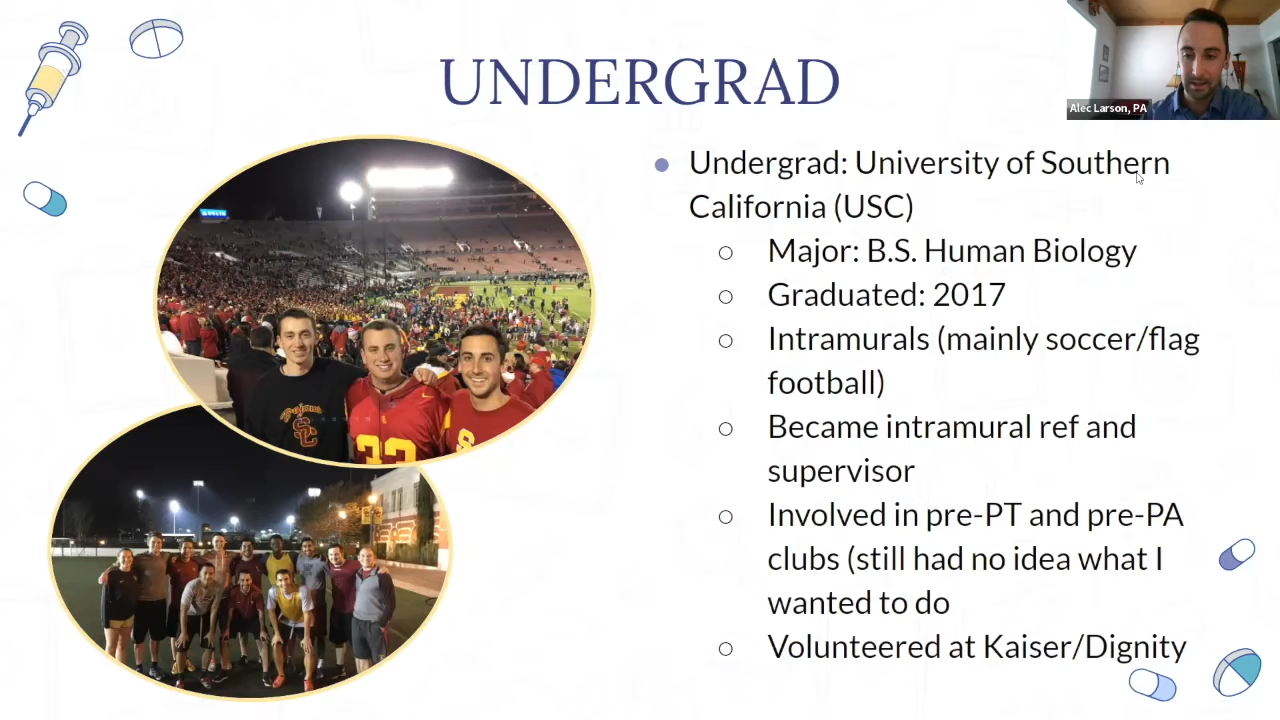 UNDERGRAD
Alec Larson, PA
Undergrad: University of Southern
California (USC)
Major: B.S. Human Biology
Graduated: 2017
Intramurals (mainly soccer/flag
football)
Became intramural ref and
supervisor
Involved in pre-PT and pre-PA
clubs (still had no idea what I
wanted to do
Volunteered at Kaiser/Dignity
DELTA
Trojans
SC
33
S